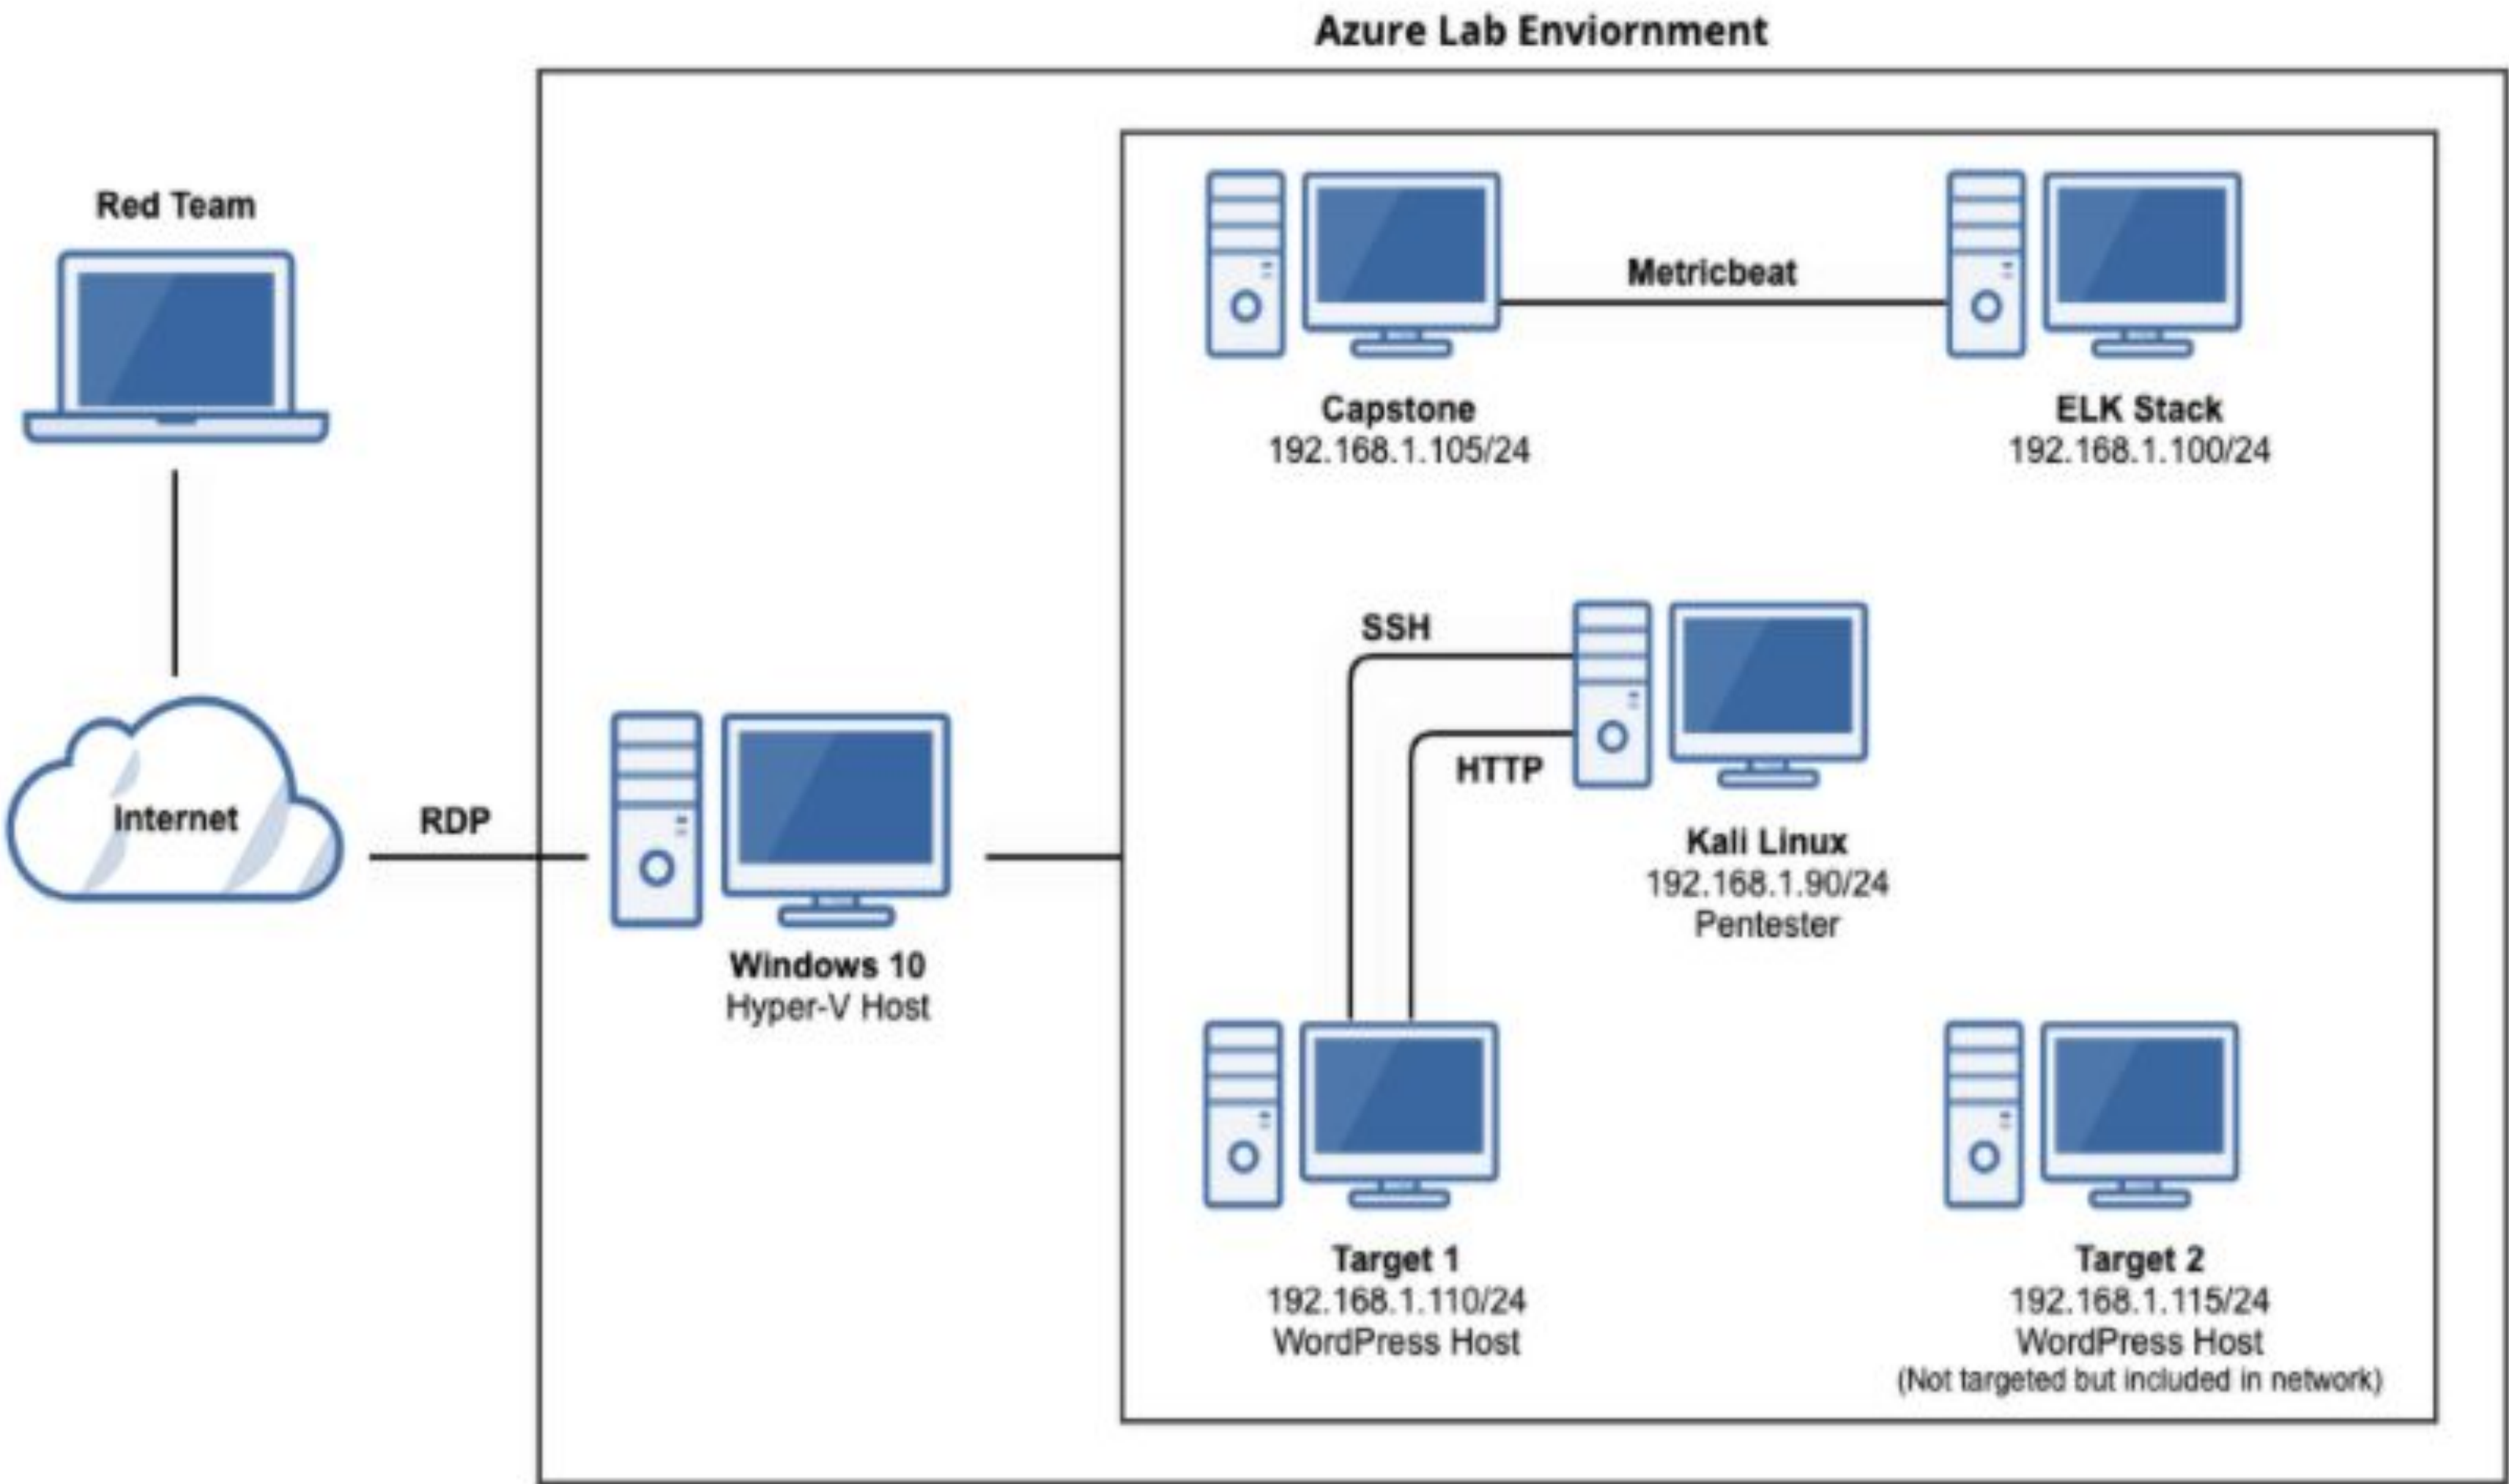 Azure Lab Enviornment
Red Team
Metricbeat
Capstone
192.168.1.105/24
ELK Stack
192.168.1.100/24
SSH
HTTP
Internet
RDP
Kali Linux
192.168.1.90/24
Pentester
Windows 10
Hyper-V Host
Target 1
192.168.1.110/24
WordPress Host
Target 2
192.168.1.115/24
WordPress Host
(Not targeted but included in network)